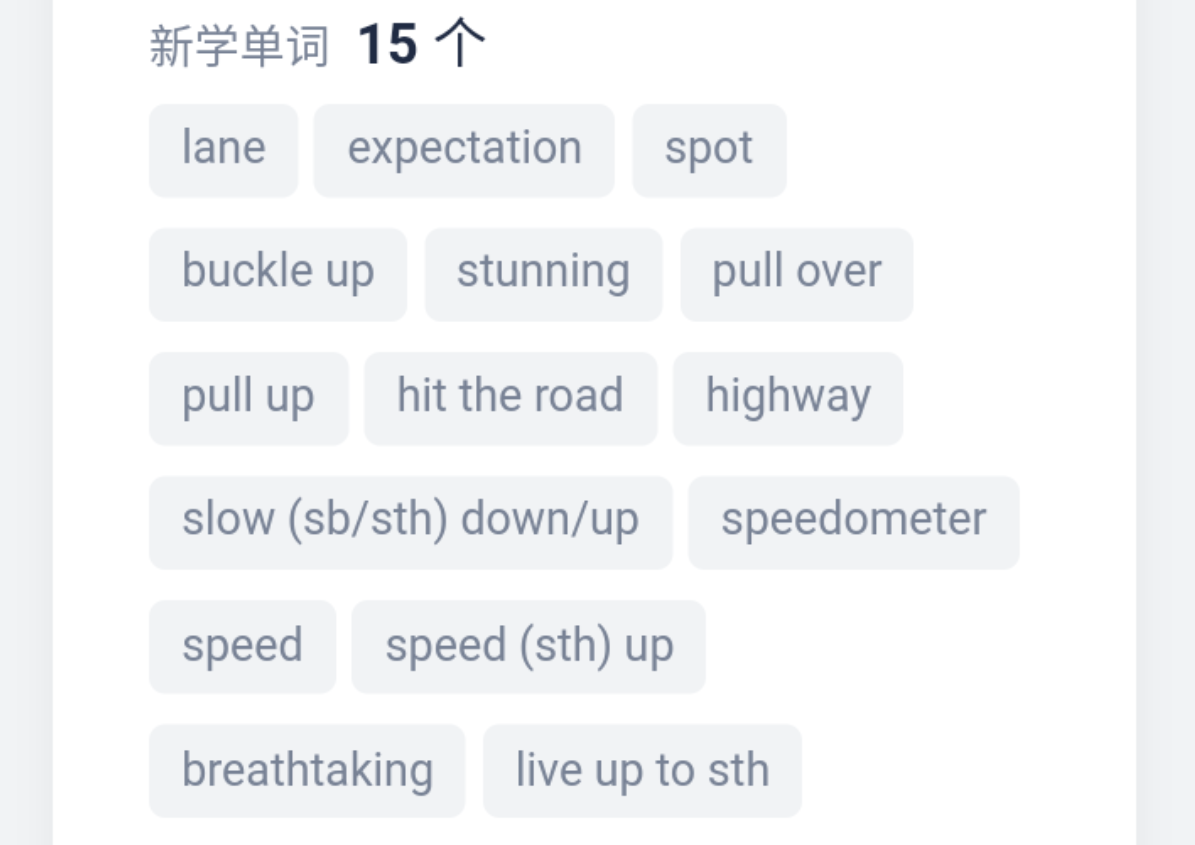 新学单词 15 个
lane expectation spot
buckle up stunning pull over
pull up hit the road highway
slow (sb/sth) down/up speedometer
speed speed (sth) up
breathtaking live up to sth